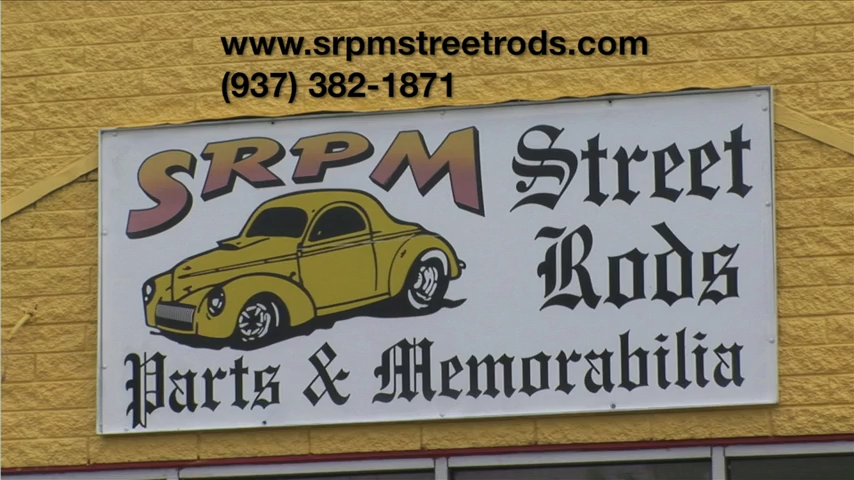 www.srpmstreetrods.com
(937) 382-1871
SRPM Street
Rods
Parts & Memorabilia